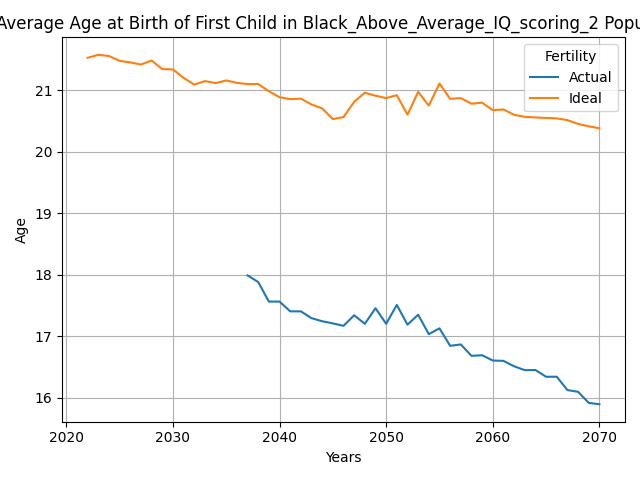 Average Age at Birth of First Child in Black_Above_Average_IQ_scoring_2 Popu
Fertility
Actual
Ideal
21
20
19
18
17
16
Age
2020 2030 2040 2050 2060 2070
Years